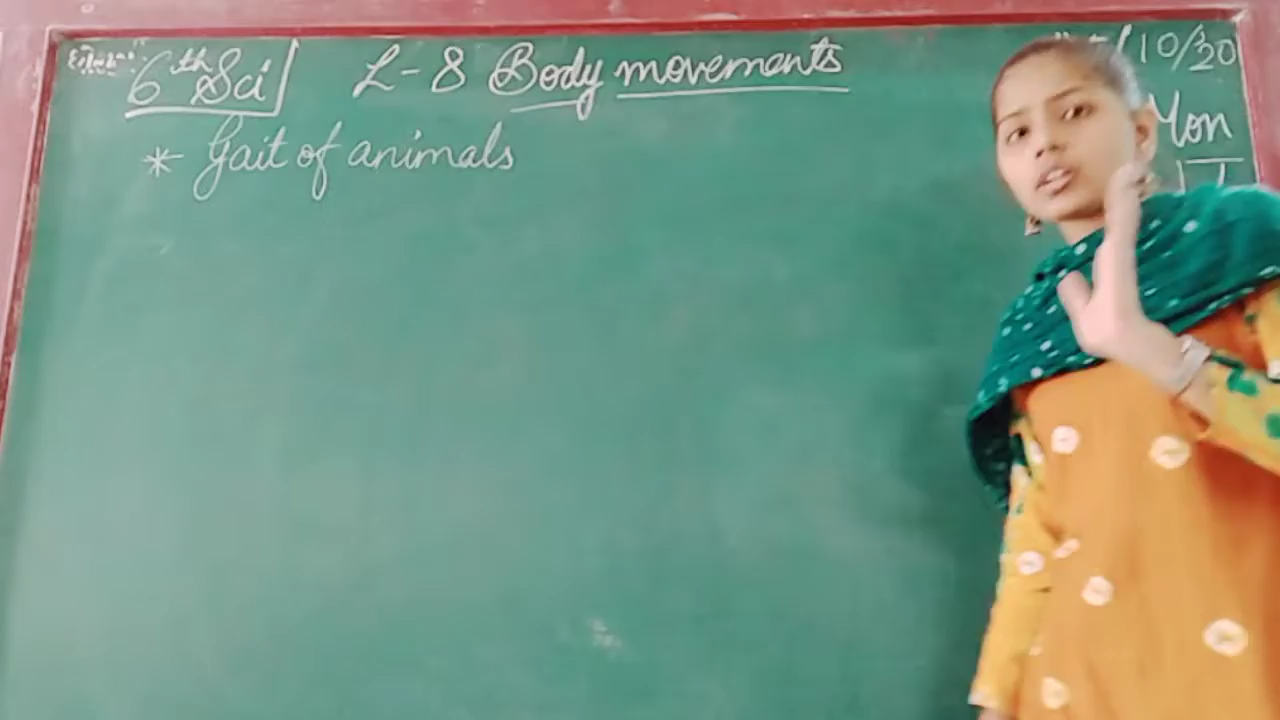 6th Sci L-8 Body movements 10/20
Mon
* Gait of animals